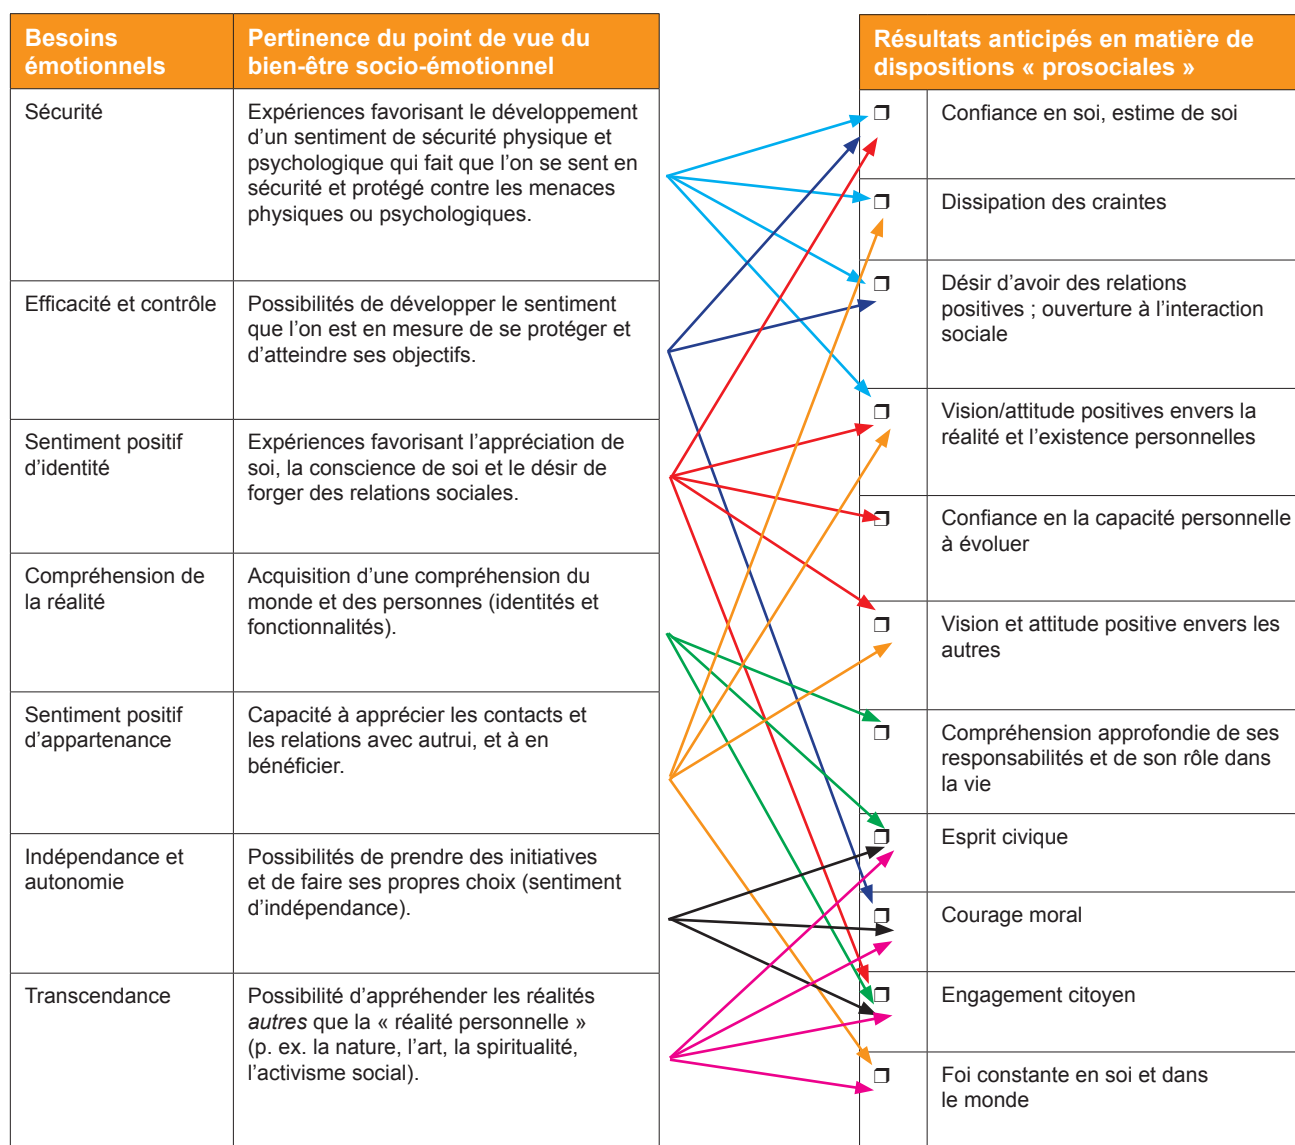 Besoins
émotionnels
Pertinence du point de vue du
bien-être socio-émotionnel
Sécurité
Expériences favorisant le développement
d’un sentiment de sécurité physique et
psychologique qui fait que l’on se sent en
sécurité et protégé contre les menaces
physiques ou psychologiques.
Efficacité et contrôle
Possibilités de développer le sentiment
que l’on est en mesure de se protéger et
d’atteindre ses objectifs.
Sentiment positif
d’identité
Expériences favorisant l’appréciation de
soi, la conscience de soi et le désir de
forger des relations sociales.
Compréhension de
la réalité
Acquisition d’une compréhension du
monde et des personnes (identités et
fonctionnalités).
Sentiment positif
d’appartenance
Capacité à apprécier les contacts et
les relations avec autrui, et à en
bénéficier.
Indépendance et
autonomie
Possibilités de prendre des initiatives
et de faire ses propres choix (sentiment
d’indépendance).
Transcendance
Possibilité d’appréhender les réalités
autres que la « réalité personnelle »
(p. ex. la nature, l’art, la spiritualité,
l’activisme social).
Résultats anticipés en matière de
dispositions « prosociales »
Confiance en soi, estime de soi
Dissipation des craintes
Désir d’avoir des relations
positives ; ouverture à l’interaction
sociale
Vision/attitude positives envers la
réalité et l’existence personnelles
Confiance en la capacité personnelle
à évoluer
Vision et attitude positive envers les
autres
Compréhension approfondie de ses
responsabilités et de son rôle dans
la vie
Esprit civique
Courage moral
Engagement citoyen
Foi constante en soi et dans
le monde